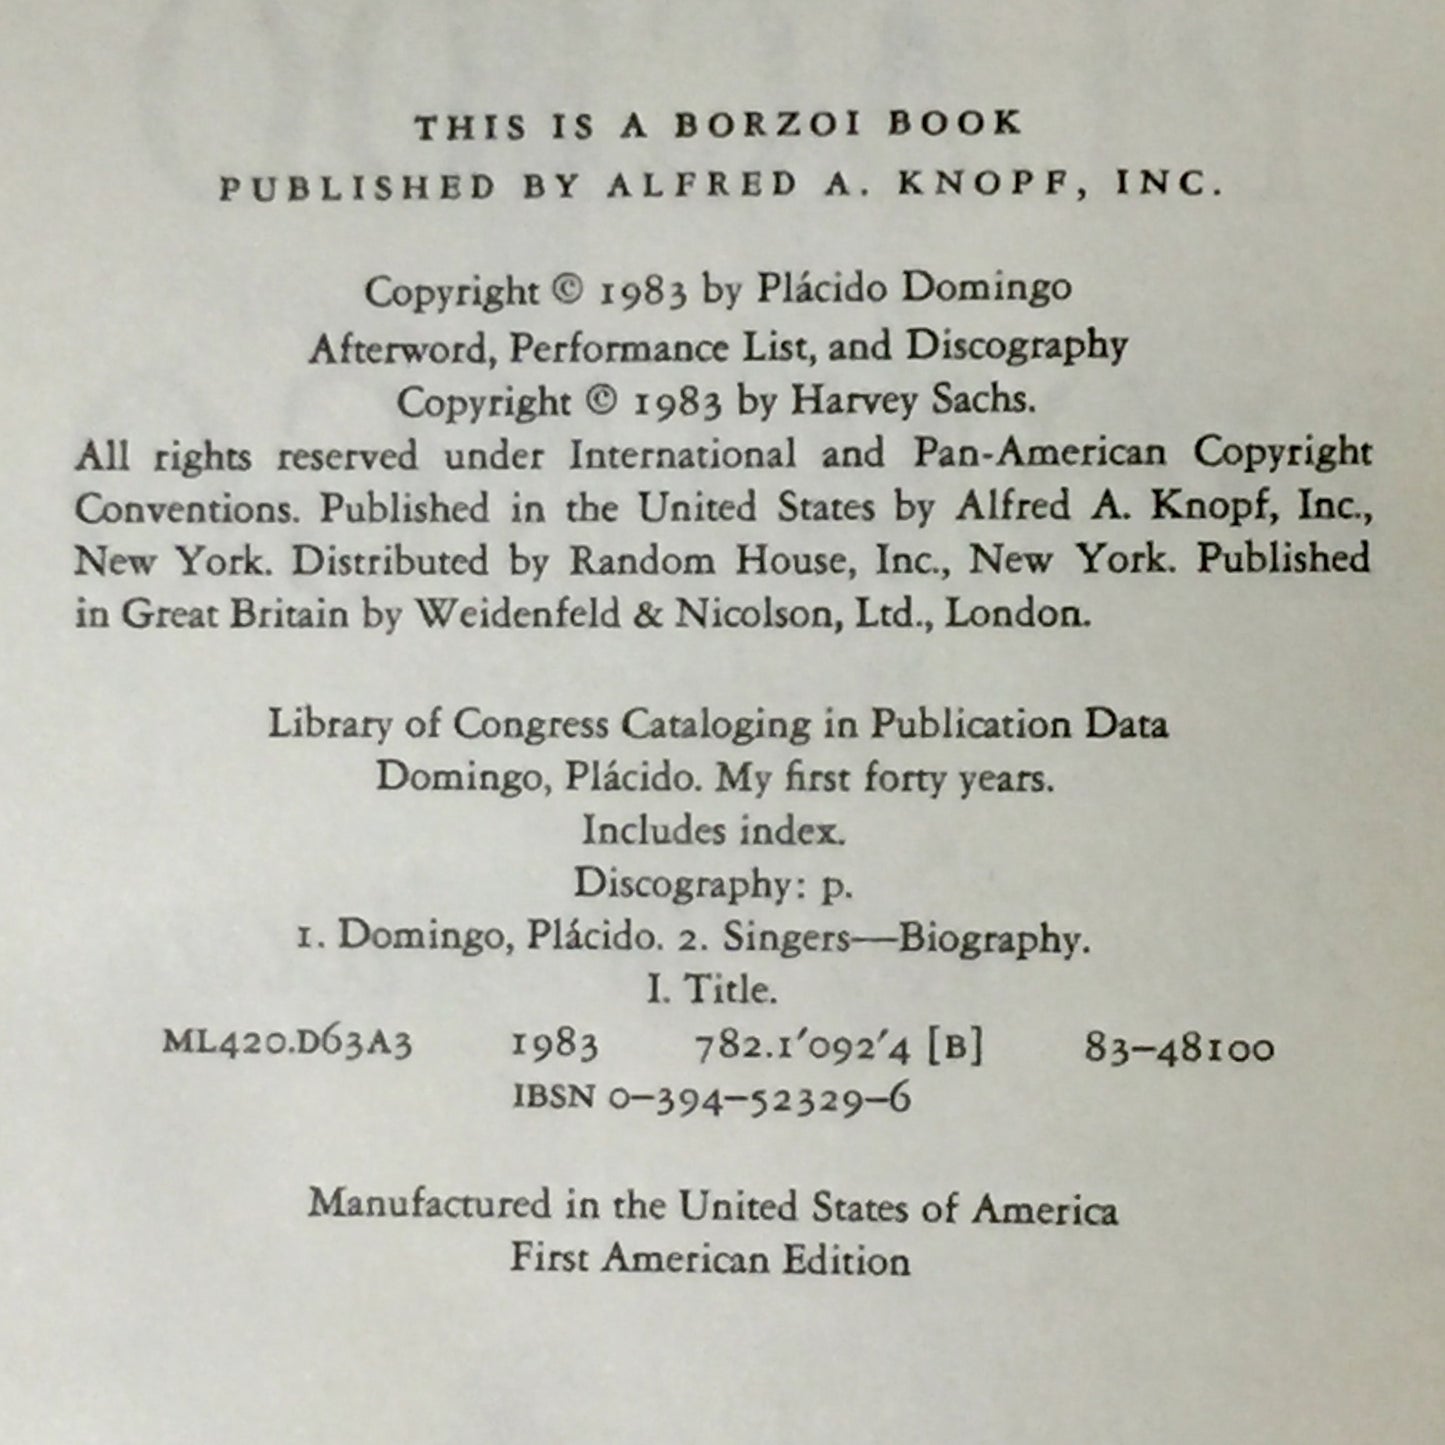 THIS IS A BORZOI BOOK
PUBLISHED BY ALFRED A. KNOPF, INC.
Copyright © 1983 by Plácido Domingo
Afterword, Performance List, and Discography
Copyright © 1983 by Harvey Sachs.
All rights reserved under International and Pan-American Copyright
Conventions. Published in the United States by Alfred A. Knopf, Inc.,
New York. Distributed by Random House, Inc., New York. Published
in Great Britain by Weidenfeld & Nicolson, Ltd., London.
Library of Congress Cataloging in Publication Data
Domingo, Plácido. My first forty years.
Includes index.
Discography: p.
1. Domingo, Plácido. 2. Singers—Biography.
I. Title.
ML420.D63A3 1983 782.1′092′4 [B] 83–48100
IBSN 0–394–52329–6
Manufactured in the United States of America
First American Edition